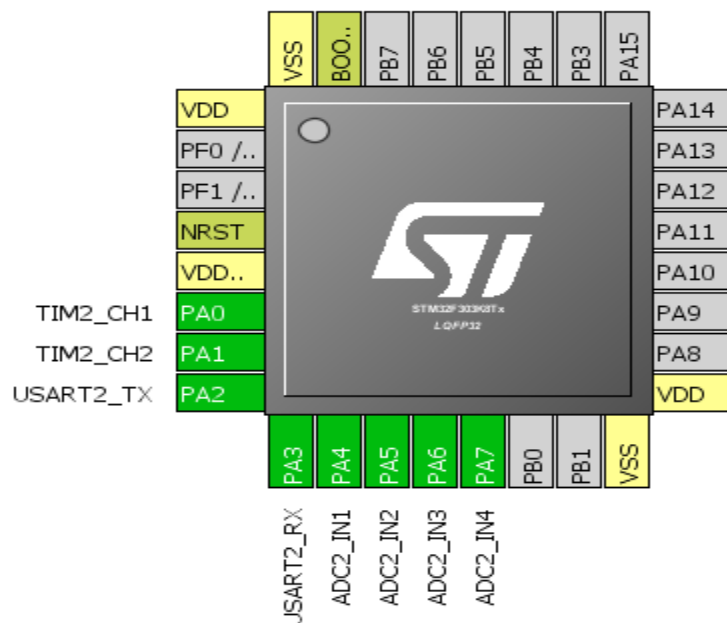 VSS
BOO..
PB7
PB6
PB5
PB4
PB3
PA15
VDD
PF0 /..
PF1 /..
NRST
VDD..
TIM2_CH1 PA0
TIM2_CH2 PA1
USART2_TX PA2
PA14
PA13
PA12
PA11
PA10
PA9
PA8
VDD
ST
STM32F303K8Tx
LQFP32
PA3
PA4
PA5
PA6
PA7
PB0
PB1
VSS
USART2_RX
ADC2_IN1
ADC2_IN2
ADC2_IN3
ADC2_IN4